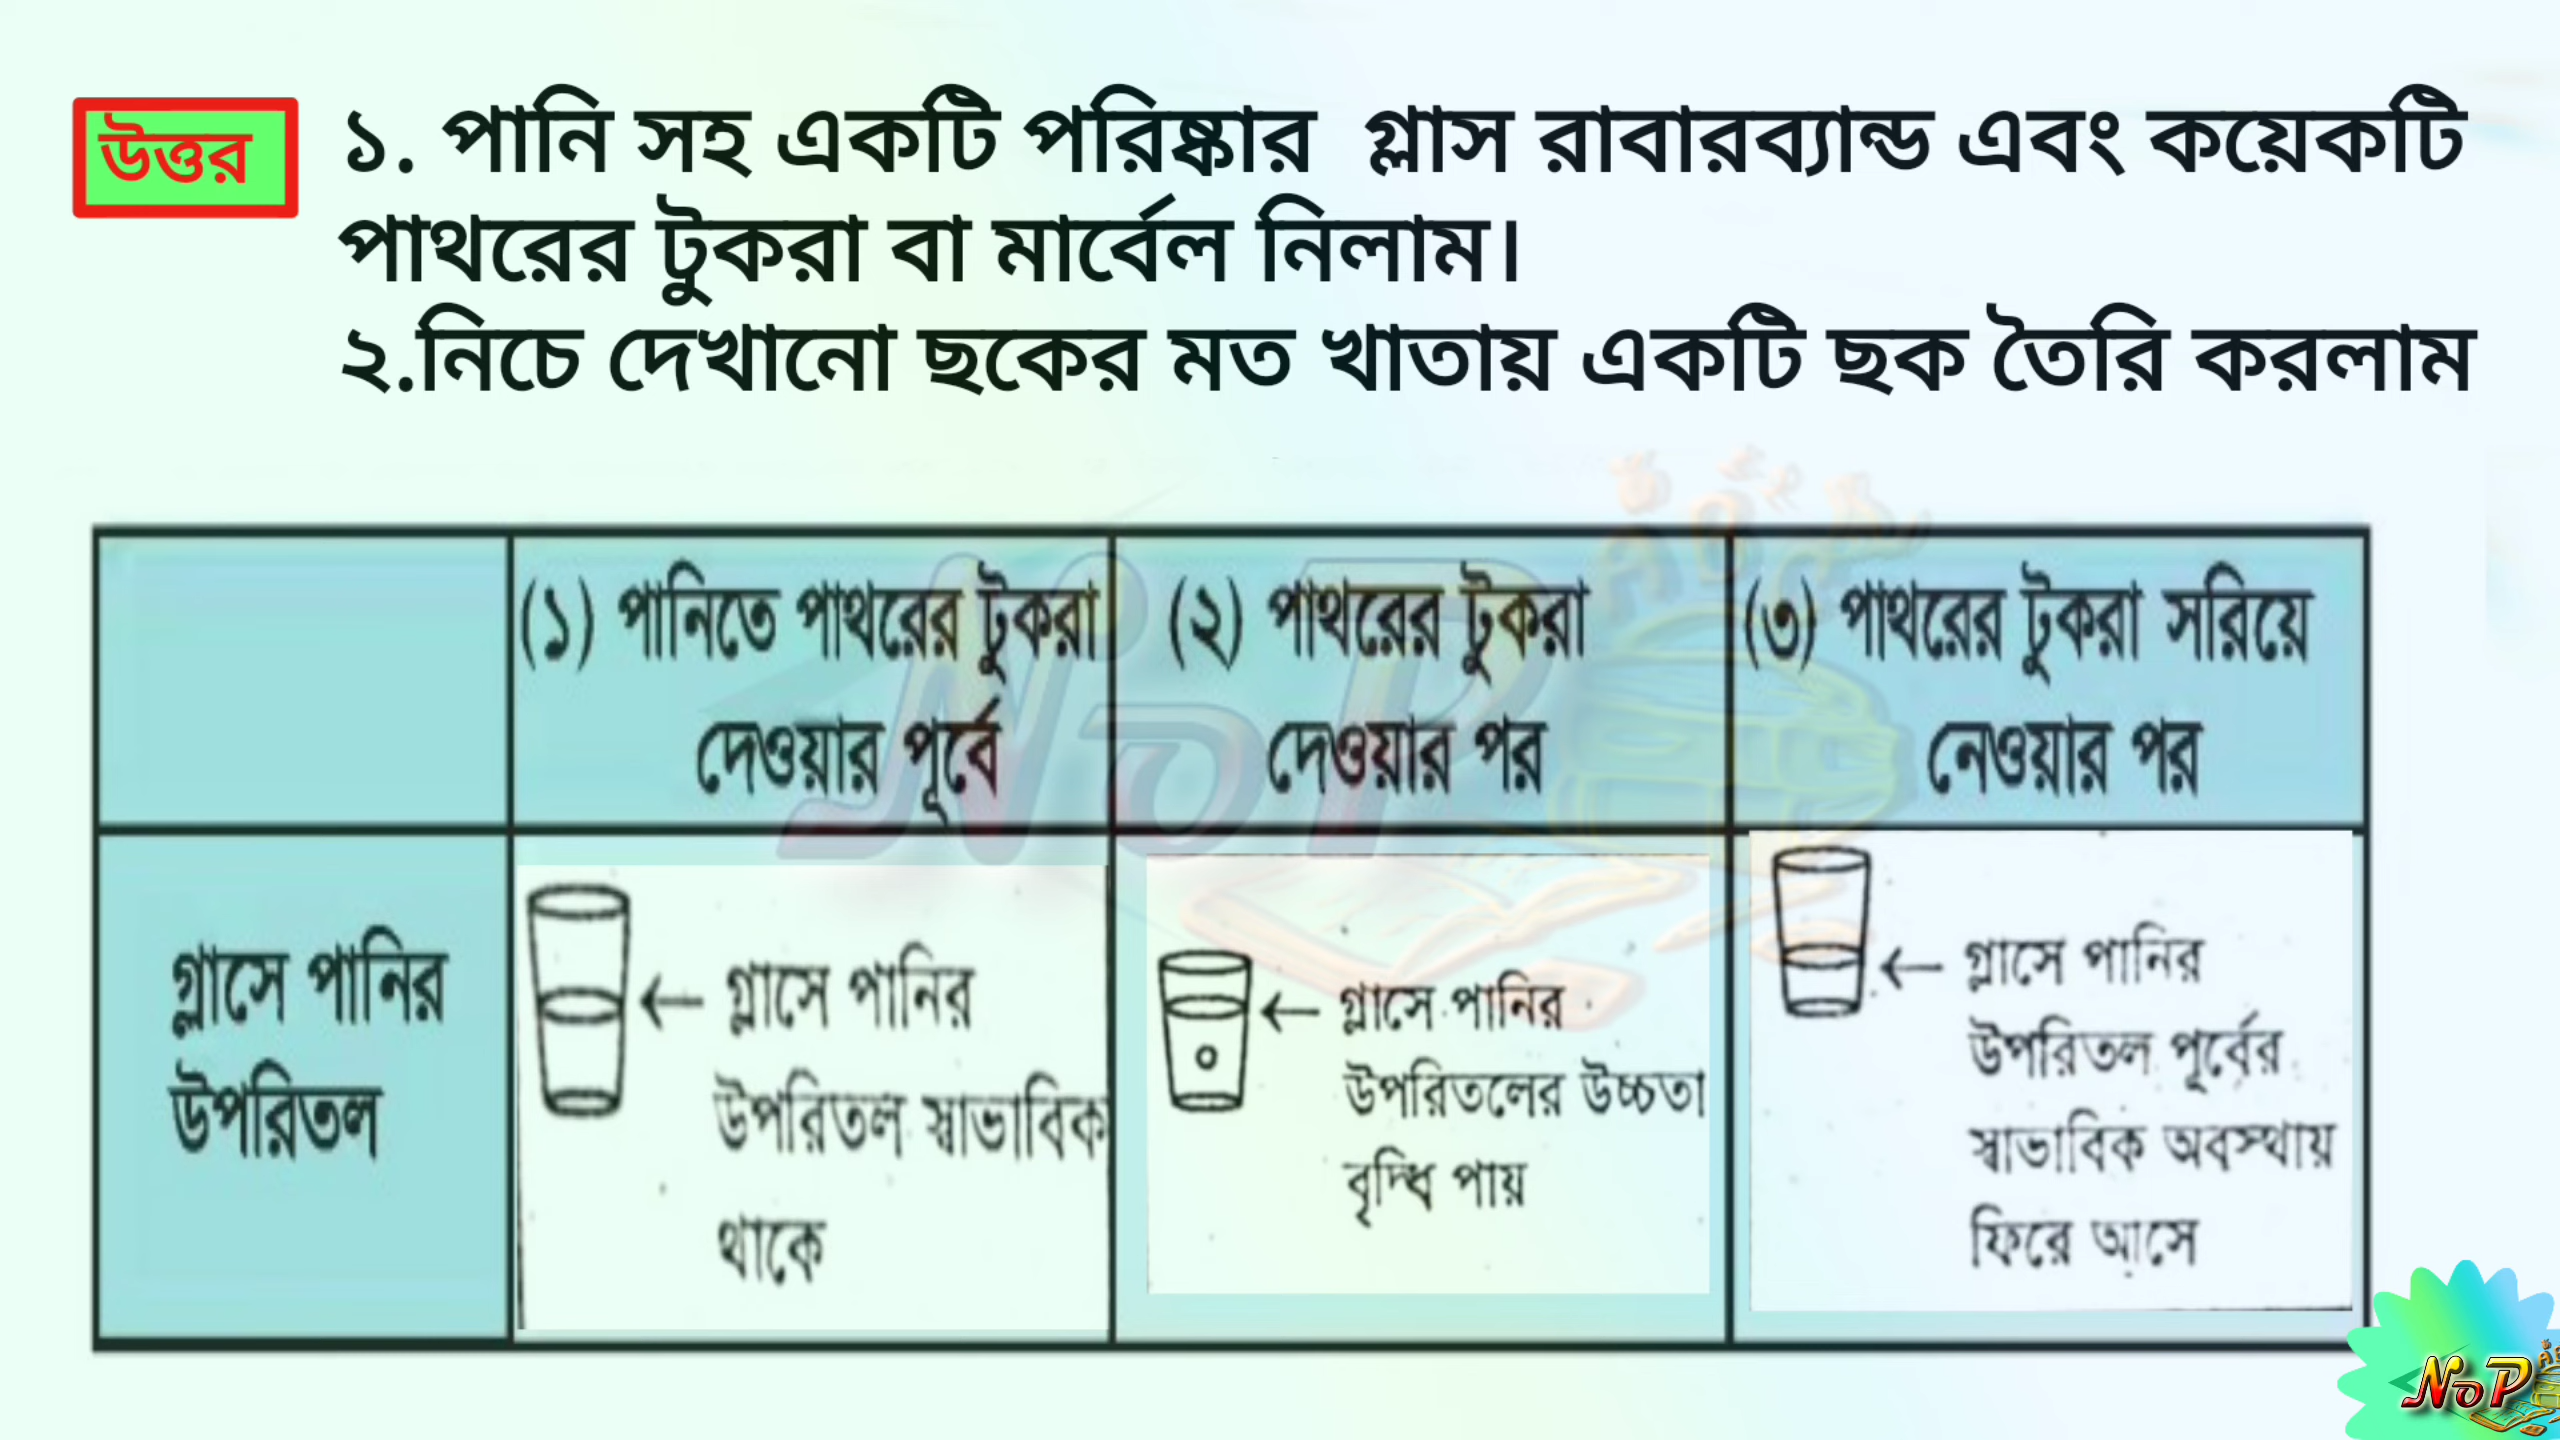 উত্তর
১. পানি সহ একটি পরিষ্কার গ্লাস রাবারব্যান্ড এবং কয়েকটি
পাথরের টুকরা বা মার্বেল নিলাম।
২.নিচে দেখানো ছকের মত খাতায় একটি ছক তৈরি করলাম
(১) পানিতে পাথরের টুকরা
দেওয়ার পূর্বে
(২) পাথরের টুকরা
দেওয়ার পর
(৩) পাথরের টুকরা সরিয়ে
নেওয়ার পর
গ্লাসে পানির
উপরিতল
← গ্লাসে পানির
উপরিতল স্বাভাবিক
থাকে
← গ্লাসে পানির
উপরিতলের উচ্চতা
বৃদ্ধি পায়
← গ্লাসে পানির
উপরিতল পূর্বের
স্বাভাবিক অবস্থায়
ফিরে আসে
NoP
NoP